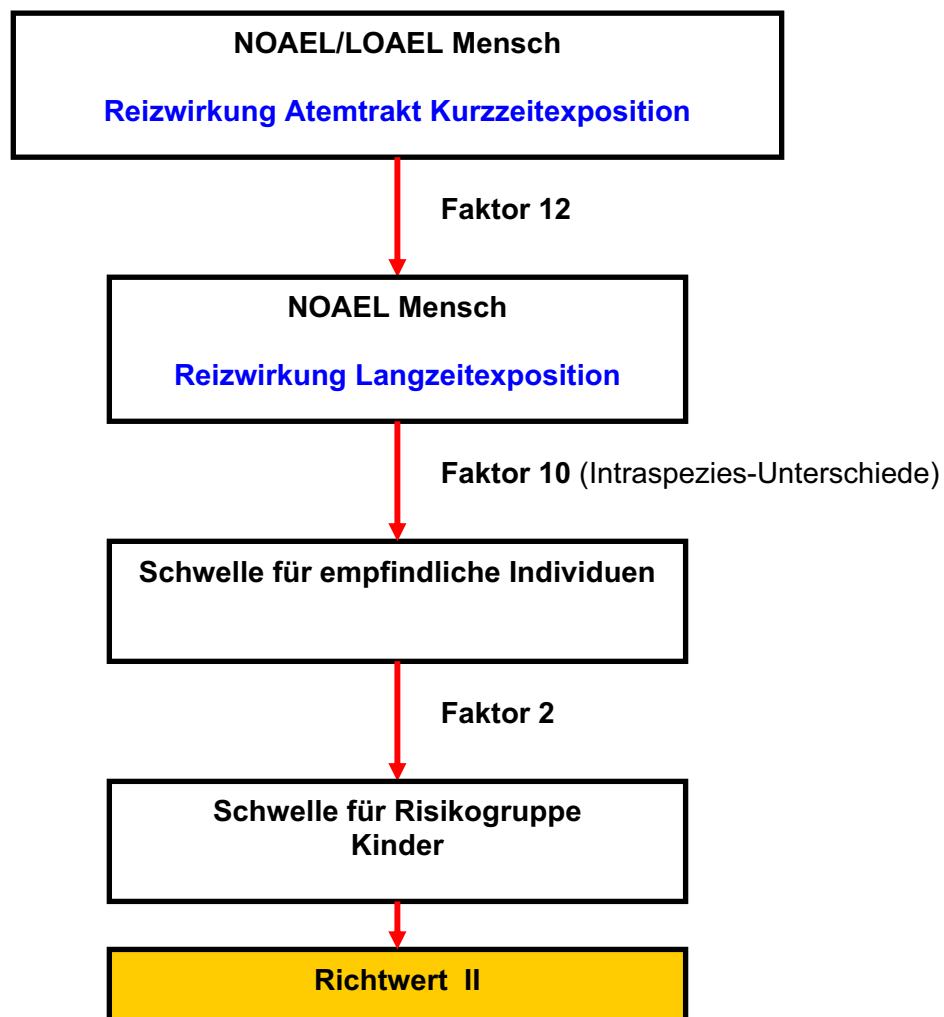 NOAEL/LOAEL Mensch
Reizwirkung Atemtrakt Kurzzeitexposition
Faktor 12
NOAEL Mensch
Reizwirkung Langzeitexposition
Faktor 10 (Intraspezies-Unterschiede)
Schwelle für empfindliche Individuen
Faktor 2
Schwelle für Risikogruppe
Kinder
Richtwert II